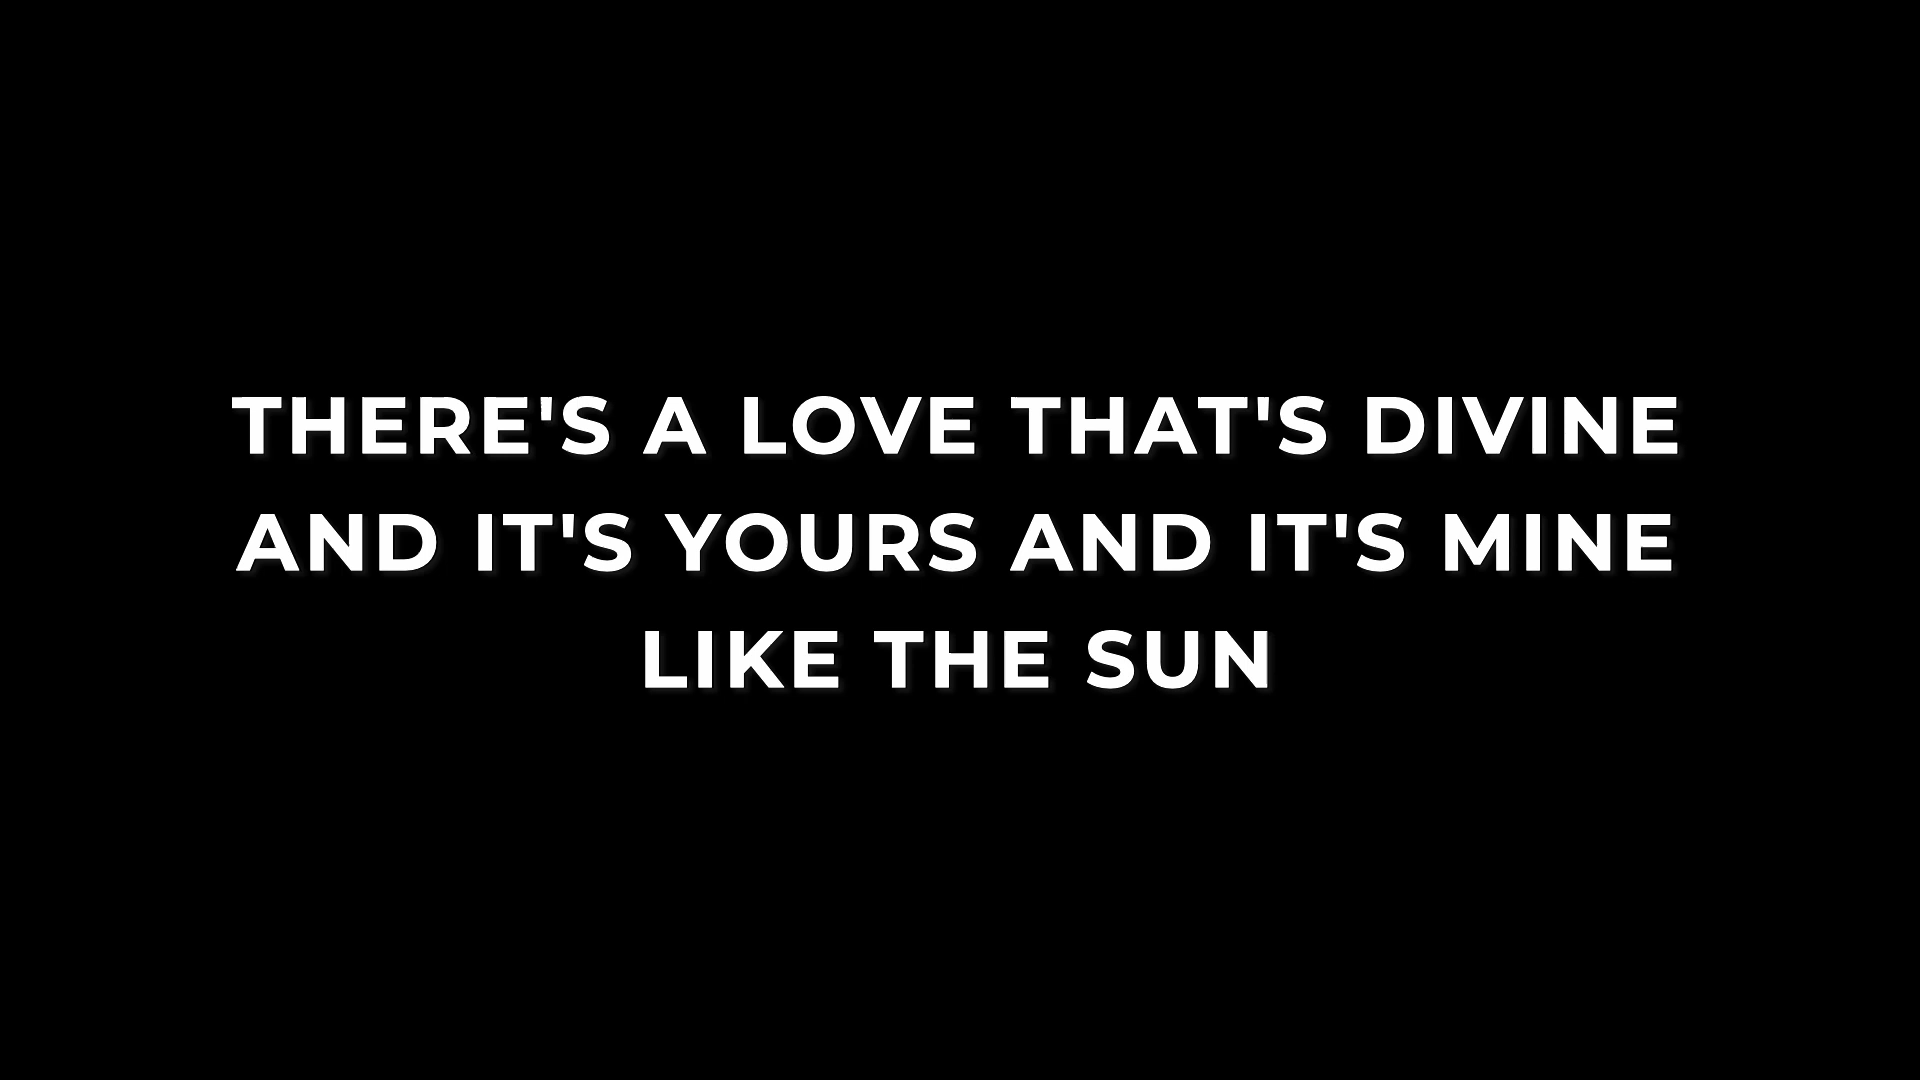 THERE'S A LOVE THAT'S DIVINE
AND IT'S YOURS AND IT'S MINE
LIKE THE SUN